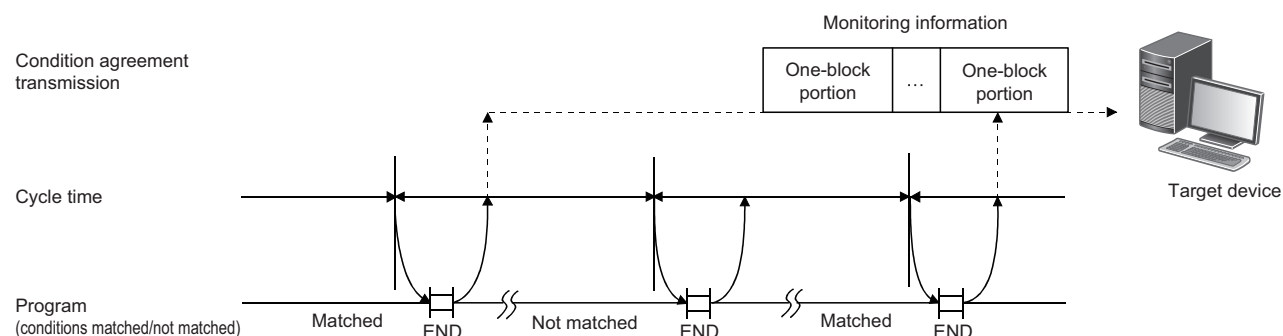 Monitoring information
Condition agreement
transmission
One-block
portion
…
One-block
portion
Cycle time
Target device
Program
(conditions matched/not matched)
Matched
END
Not matched
END
Matched
END